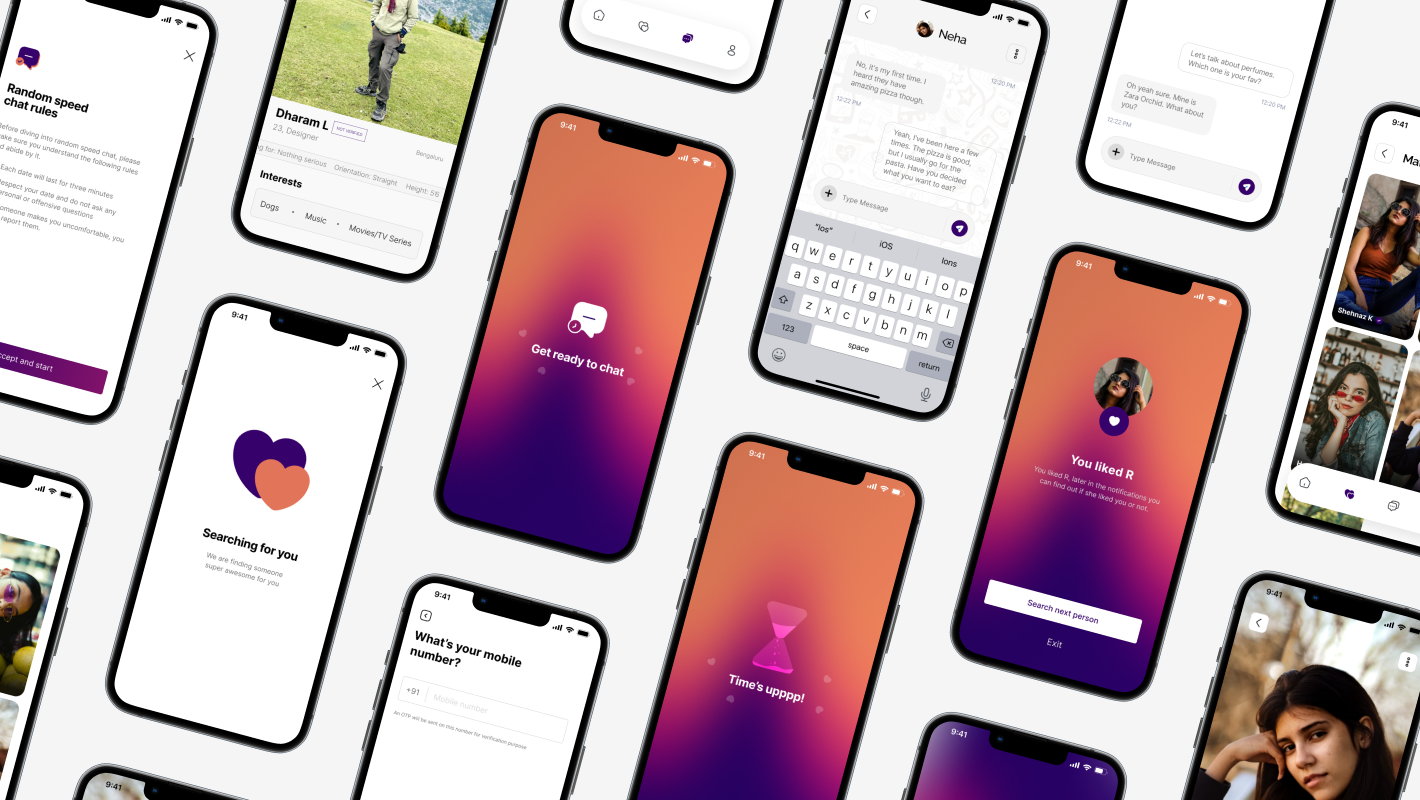 Random speed
chat rules
efore diving into random speed chat, please
ake sure you understand the following rules
d abide by it.
Each date will last for three minutes
espect your date and do not ask any
ersonal or offensive questions
omeone makes you uncomfortable, you
report them.
ccept and start
Dharam L
NOT VERIFIED
23, Designer
Bengaluru
g for: Nothing serious
Orientation: Straight
Height: 5'6
Interests
Dogs
•
Music
•
Movies/TV Series
9:41
Get ready to chat
Neha
No, it's my first time. I
heard they have
amazing pizza though.
12:20 PM
12:22 PM
Yeah, I've been here a few
times. The pizza is good,
but I usually go for the
pasta. Have you decided
what you want to eat?
Type Message
"Ios"
iOS
Ions
q w e r t y u i o p
a s d f g h j k l
z x c v b n m
123
space
return
Let's talk about perfumes.
Which one is your fav?
12:20 PM
Oh yeah sure. Mine is
Zara Orchid. What about
you?
12:22 PM
Type Message
9:41
Ma
Shehnaz K
9:41
Searching for you
We are finding someone
super awesome for you
9:41
What's your mobile
number?
+91
Mobile number
An OTP will be sent on this number for verification purpose
9:41
Time's upppp!
9:41
You liked R
You liked R, later in the notifications you
can find out if she liked you or not.
Search next person
Exit
9:41
9:41
9:41